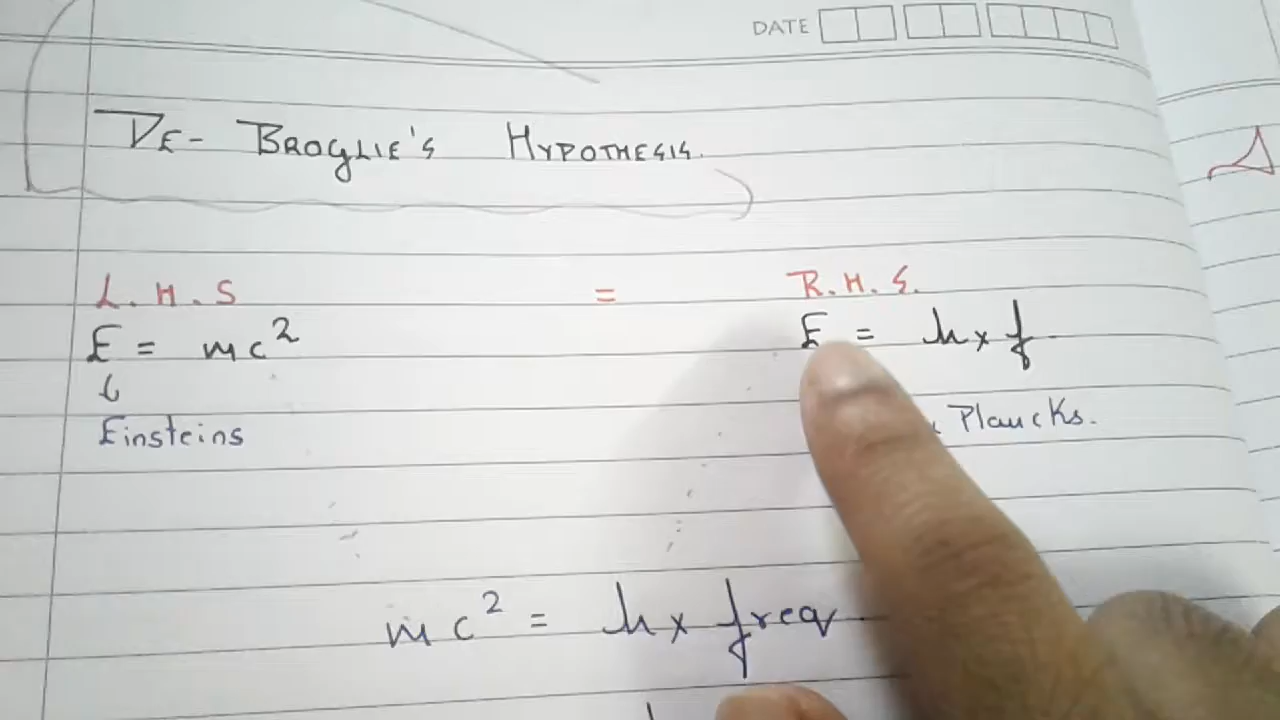 DATE
DE- BROGLIE'S HYPOTHESIS.
L.H.S = R.H.S.
E = mc² E = h x f
Einsteins Plancks.
mc² = h x freq.